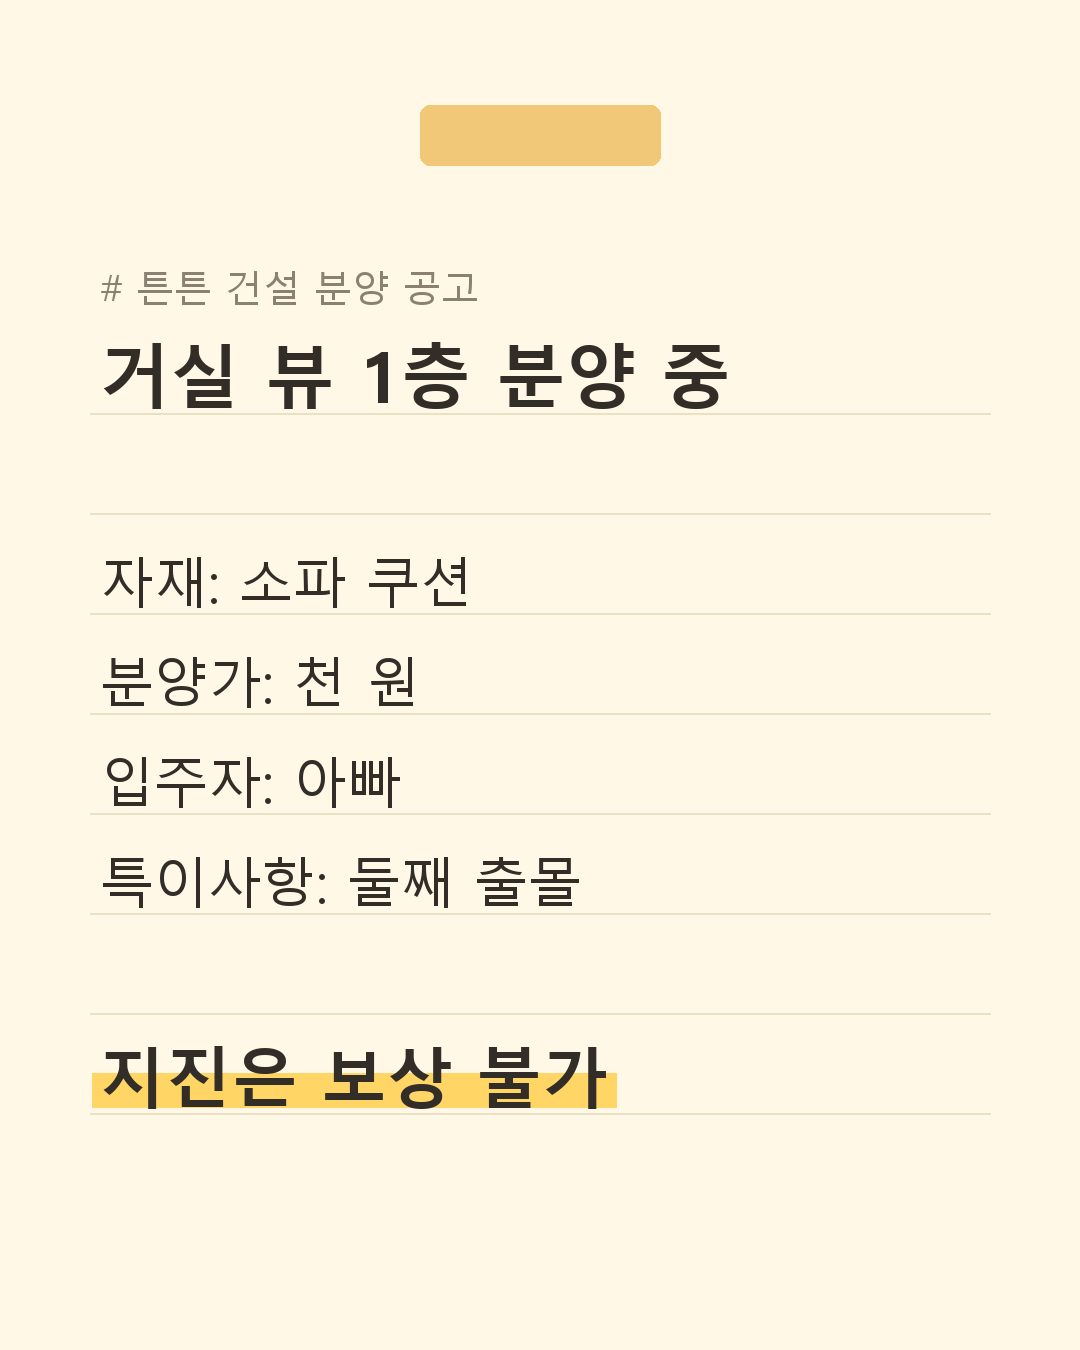 # 튼튼 건설 분양 공고
거실 뷰 1층 분양 중
자재: 소파 쿠션
분양가: 천 원
입주자: 아빠
특이사항: 둘째 출몰
지진은 보상 불가